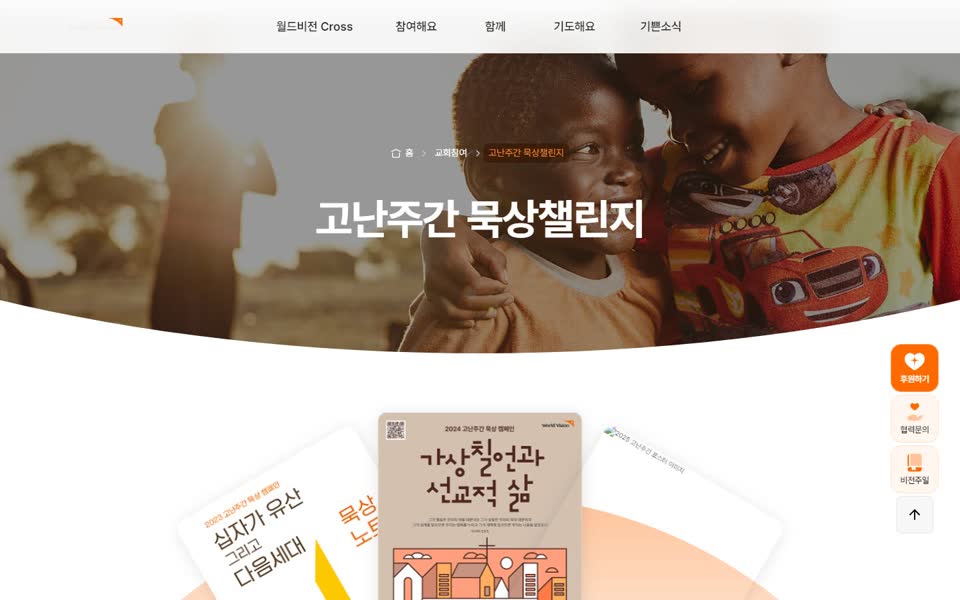 월드비전 Cross
참여해요
함께
기도해요
기쁜소식
홈
교회참여
고난주간 묵상챌린지
고난주간 묵상챌린지
후원하기
협력문의
비전주일
2023 고난주간 묵상 캠페인
십자가 유산
그리고
다음세대
묵상
노트
2024 고난주간 묵상 캠페인
World Vision
가상칠언과
선교적 삶
2025 고난주간 포스터 이미지